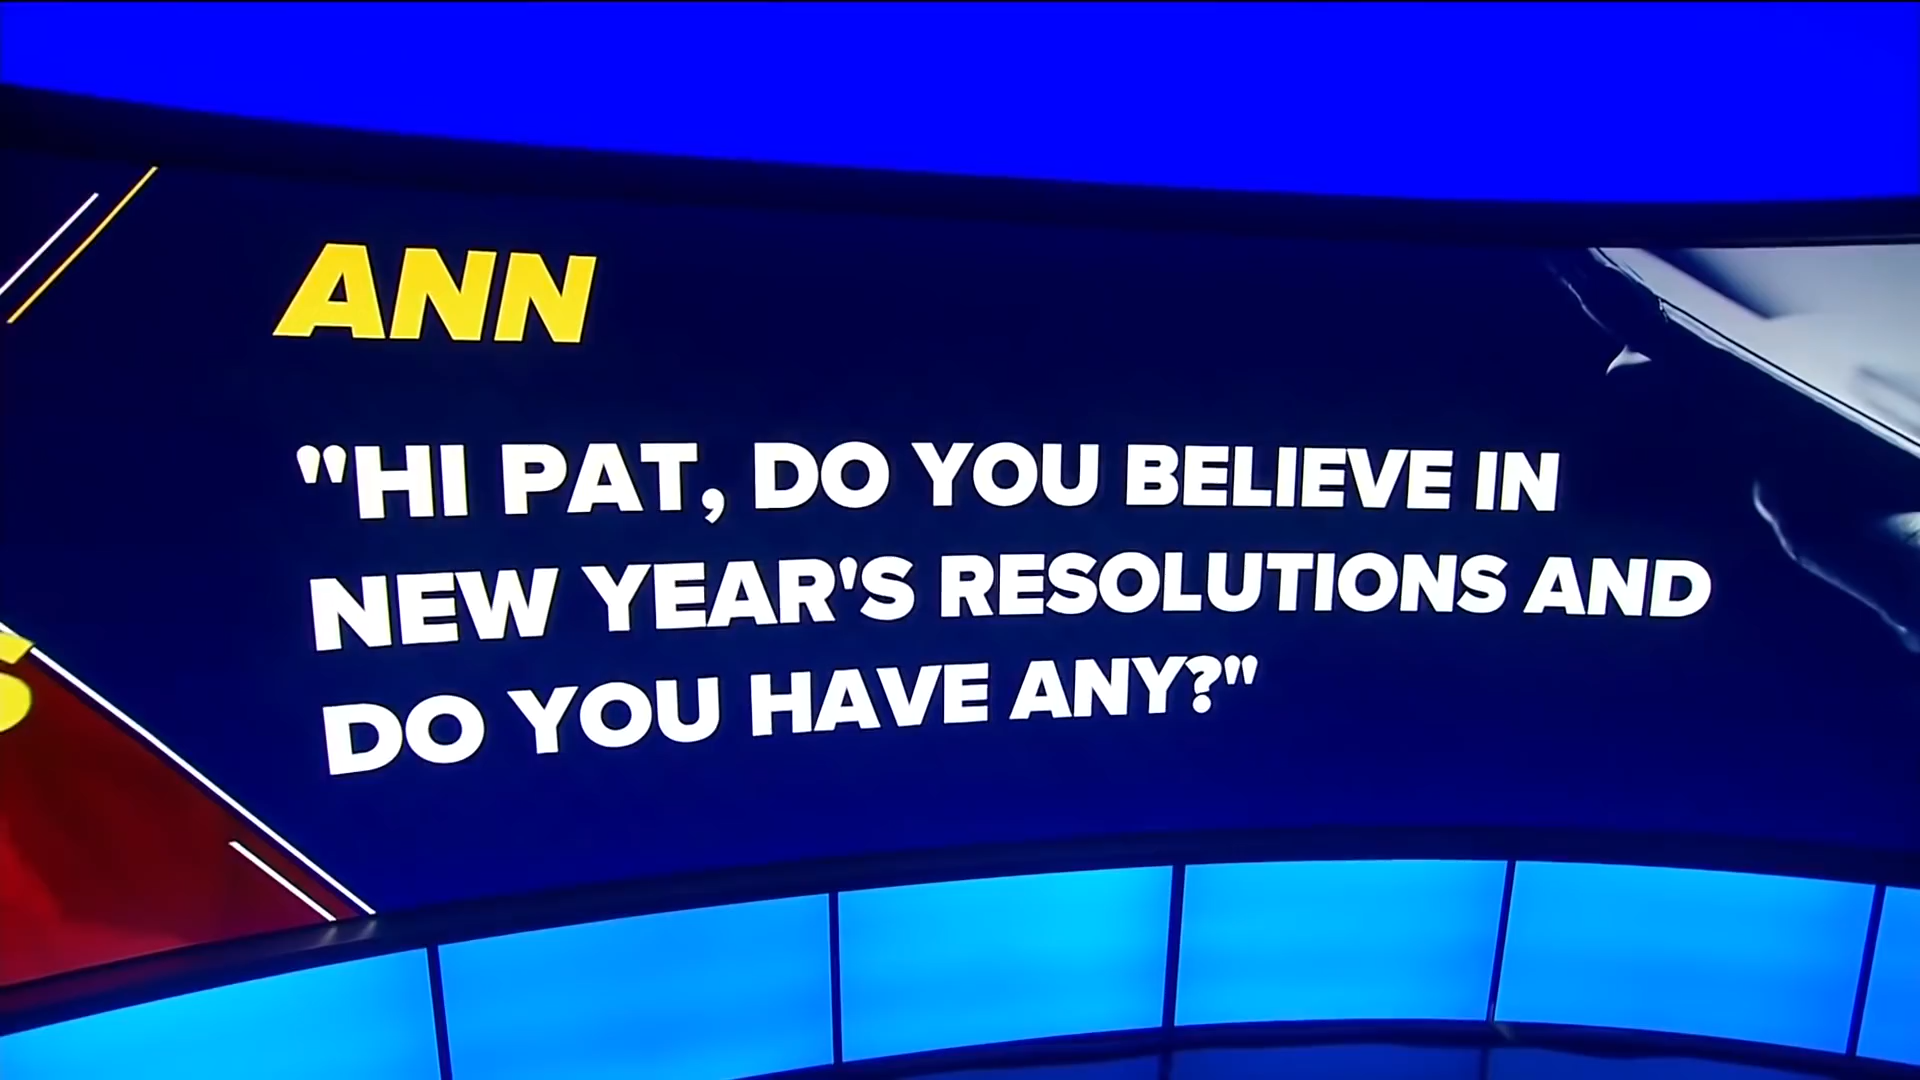 ANN
"HI PAT, DO YOU BELIEVE IN
NEW YEAR'S RESOLUTIONS AND
DO YOU HAVE ANY?"
S